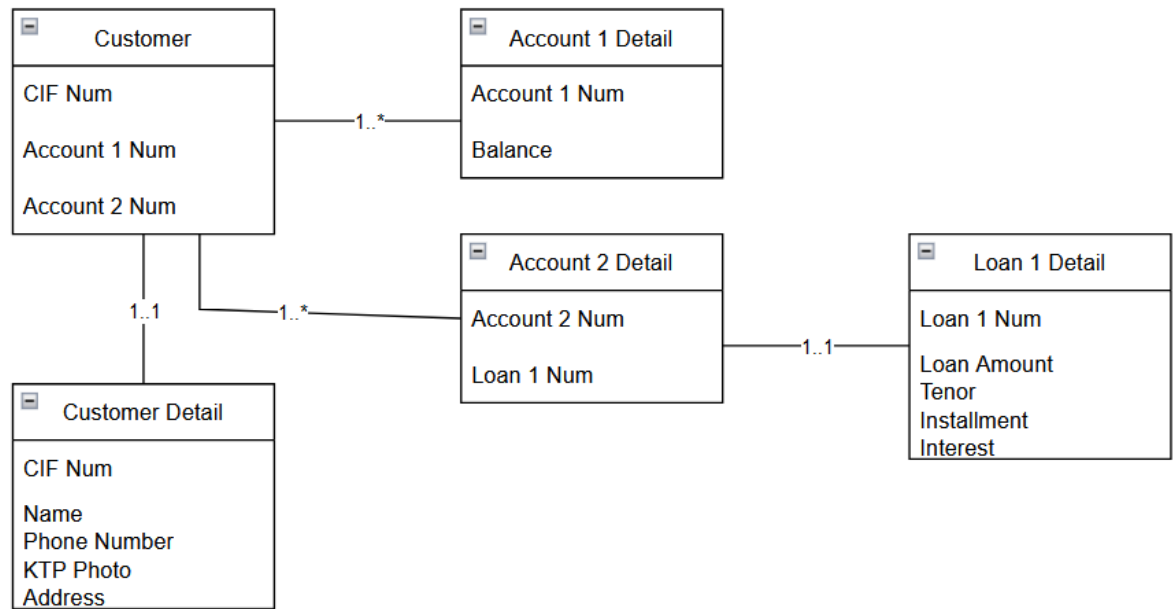 Customer
CIF Num
Account 1 Num
Account 2 Num
1..*
Account 1 Detail
Account 1 Num
Balance
1..1
1..*
Account 2 Detail
Account 2 Num
Loan 1 Num
1..1
Loan 1 Detail
Loan 1 Num
Loan Amount
Tenor
Installment
Interest
Customer Detail
CIF Num
Name
Phone Number
KTP Photo
Address